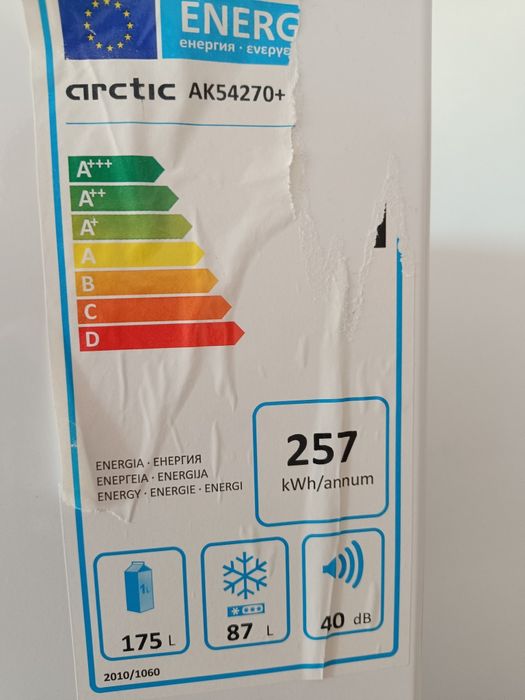 ENERG
енергия · ενεργε
arctic AK54270+
A+++
A++
A+
A
B
C
D
257
kWh/annum
ENERGIA · ЕНЕРГИЯ
ΕΝΕΡΓΕΙΑ · ENERGIJA
ENERGY · ENERGIE · ENERGI
1L
175 L
87 L
40 dB
2010/1060